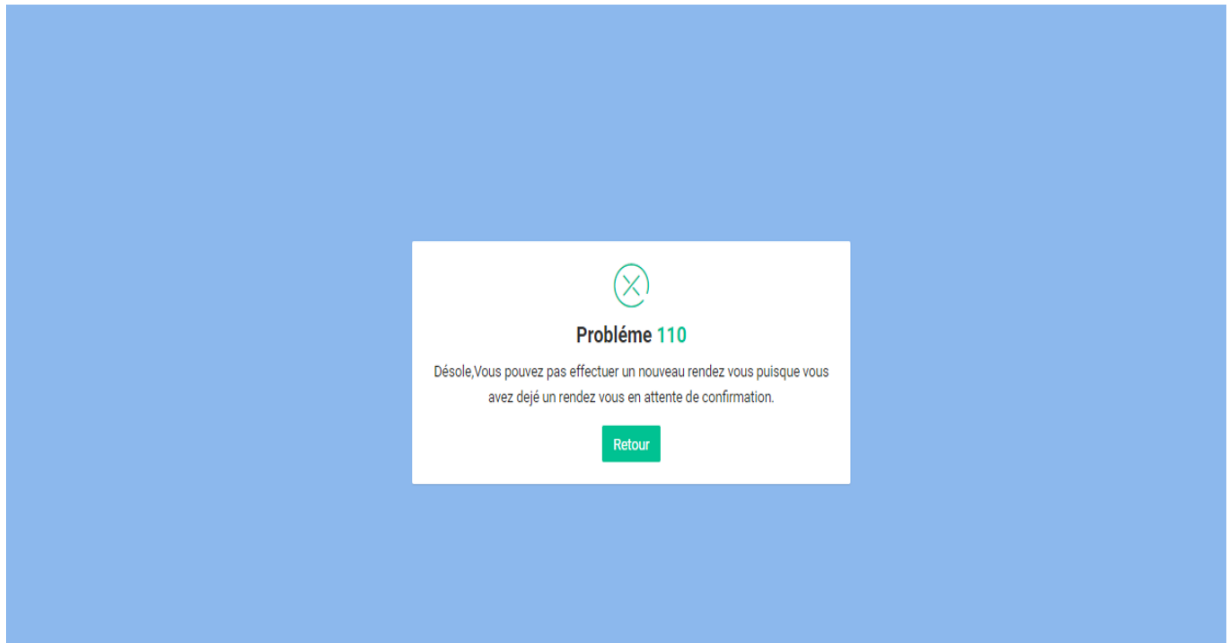 Probléme 110
Désole,Vous pouvez pas effectuer un nouveau rendez vous puisque vous
avez dejé un rendez vous en attente de confirmation.
Retour